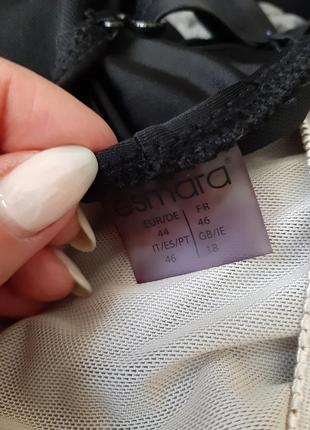 esmara
EUR/DE FR
44 46
IT/ES/PT GB/IE
46 18